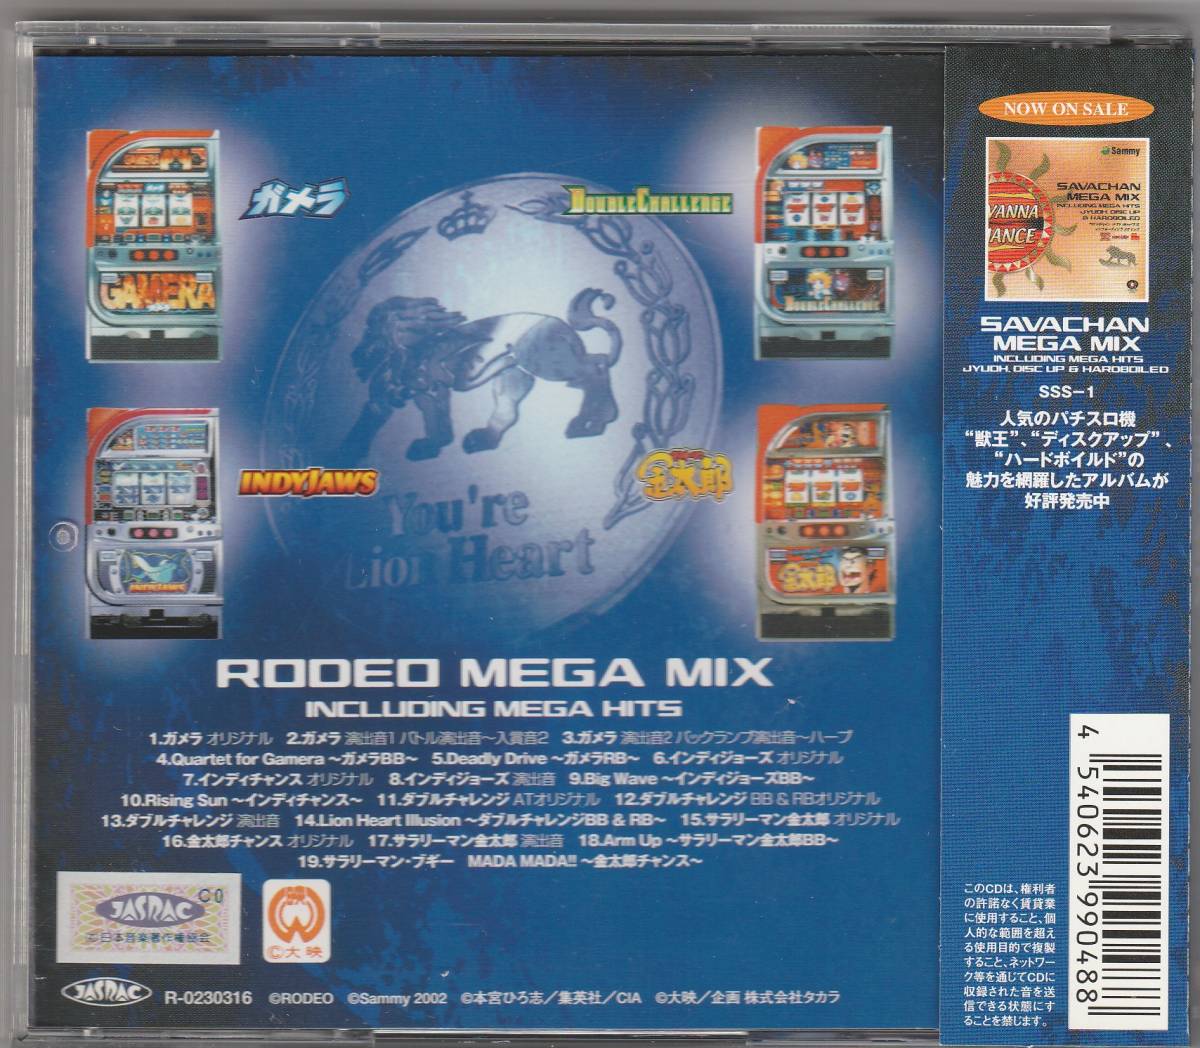 ガメラ
DOUBLECHALLENGE
GAMERA
GAMERA
DOUBLECHALLENGE
INDYJAWS
金太郎
INDYJAWS
金太郎
You're
Lion Heart
RODEO MEGA MIX
INCLUDING MEGA HITS
1.ガメラ オリジナル 2.ガメラ 演出音1 バトル演出音～入賞音2 3.ガメラ 演出音2 バックランプ演出音～ハープ
4.Quartet for Gamera ～ガメラBB～ 5.Deadly Drive ～ガメラRB～ 6.インディジョーズ オリジナル
7.インディチャンス オリジナル 8.インディジョーズ 演出音 9.Big Wave ～インディジョーズBB～
10.Rising Sun ～インディチャンス～ 11.ダブルチャレンジ ATオリジナル 12.ダブルチャレンジ BB & RBオリジナル
13.ダブルチャレンジ 演出音 14.Lion Heart Illusion ～ダブルチャレンジBB & RB～ 15.サラリーマン金太郎 オリジナル
16.金太郎チャンス オリジナル 17.サラリーマン金太郎 演出音 18.Arm Up ～サラリーマン金太郎BB～
19.サラリーマン・ブギー MADA MADA!! ～金太郎チャンス～
CO
JASRAC
日本音楽著作権協会
©大映
JASRAC
R-0230316 ©RODEO ©Sammy 2002 ©本宮ひろ志／集英社／CIA ©大映／企画 株式会社タカラ
NOW ON SALE
Sammy
SAVACHAN
MEGA MIX
INCLUDING MEGA HITS
JYUOH, DISC UP
& HARDBOILED
VANNA
HANCE
SAVACHAN
MEGA MIX
INCLUDING MEGA HITS
JYUOH, DISC UP & HARDBOILED
SSS-1
人気のパチスロ機
“獣王”、“ディスクアップ”、
“ハードボイルド”の
魅力を網羅したアルバムが
好評発売中
4 540623 990488
このCDは、権利者
の許諾なく賃貸業
に使用すること、個
人的な範囲を超え
る使用目的で複製
すること、ネットワー
ク等を通じてCDに
収録された音を送
信できる状態にす
ることを禁じます。